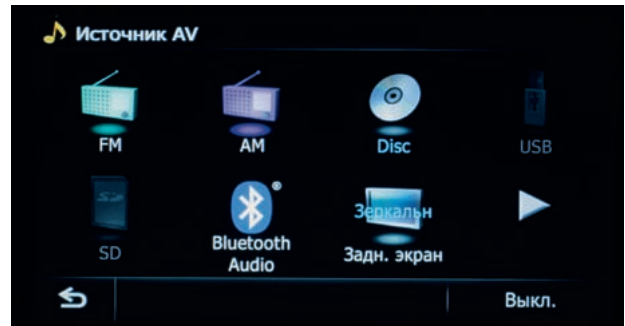 Источник AV
FM
AM
Disc
USB
SD
Bluetooth
Audio
Зеркальн
Задн. экран
Выкл.